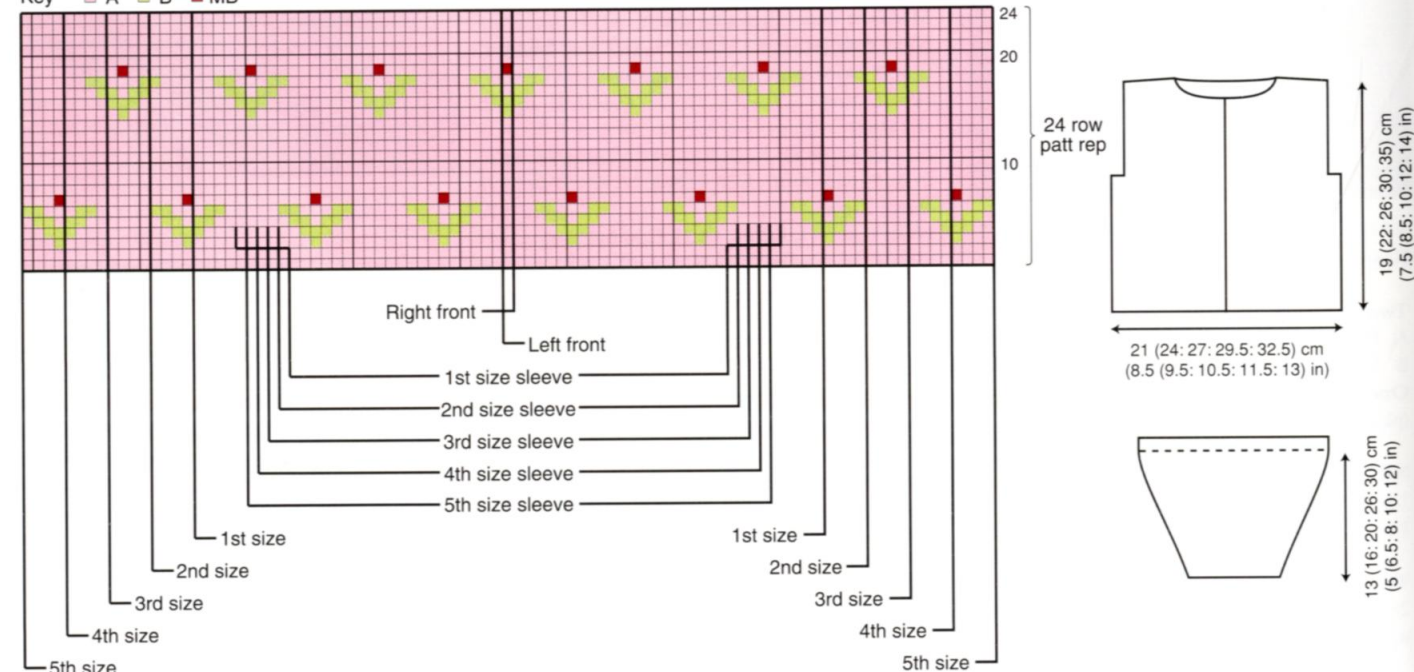 Key A B MB
24
20
24 row
patt rep
10
Right front
Left front
1st size sleeve
2nd size sleeve
3rd size sleeve
4th size sleeve
5th size sleeve
1st size
2nd size
3rd size
4th size
5th size
1st size
2nd size
3rd size
4th size
5th size
19 (22: 26: 30: 35) cm
(7.5 (8.5: 10: 12: 14) in)
21 (24: 27: 29.5: 32.5) cm
(8.5 (9.5: 10.5: 11.5: 13) in)
13 (16: 20: 26: 30) cm
(5 (6.5: 8: 10: 12) in)